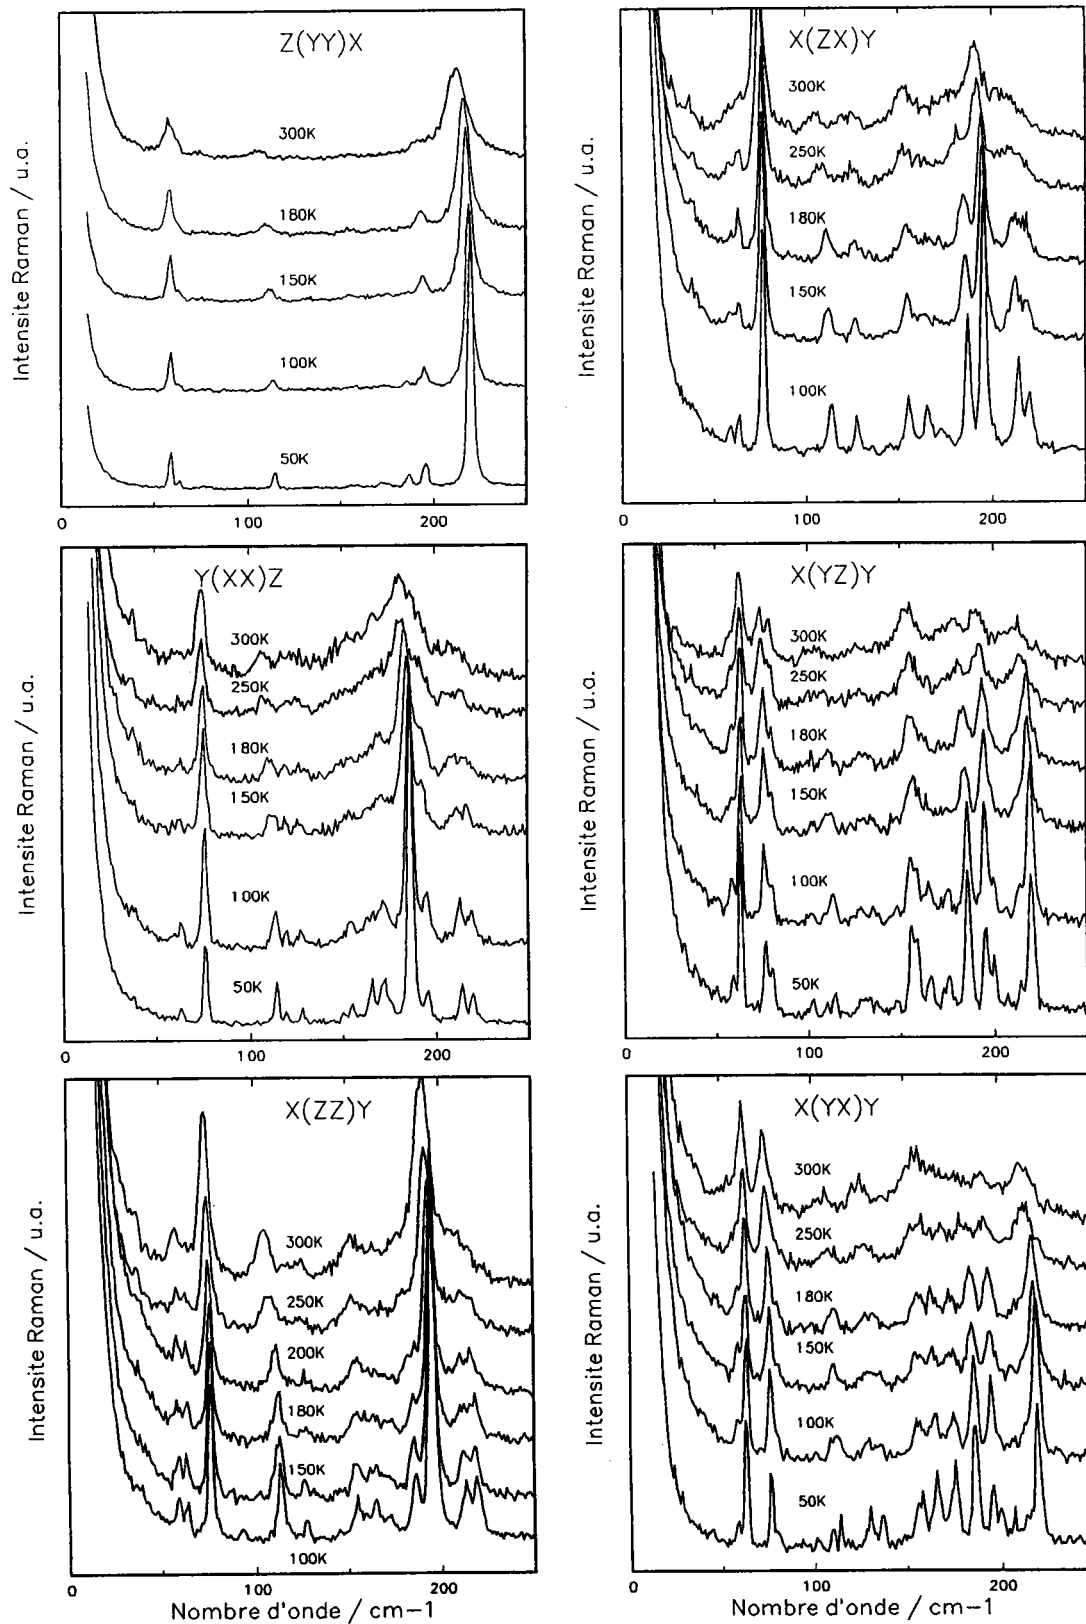 Z(YY)X
300K
180K
150K
100K
50K
0
100
200
Intensite Raman / u.a.
X(ZX)Y
300K
250K
180K
150K
100K
0
100
200
Intensite Raman / u.a.
Y(XX)Z
300K
250K
180K
150K
100K
50K
0
100
200
Intensite Raman / u.a.
X(YZ)Y
300K
250K
180K
150K
100K
50K
0
100
200
Intensite Raman / u.a.
X(ZZ)Y
300K
250K
200K
180K
150K
100K
0
100
200
Intensite Raman / u.a.
Nombre d'onde / cm-1
X(YX)Y
300K
250K
180K
150K
100K
50K
0
100
200
Intensite Raman / u.a.
Nombre d'onde / cm-1